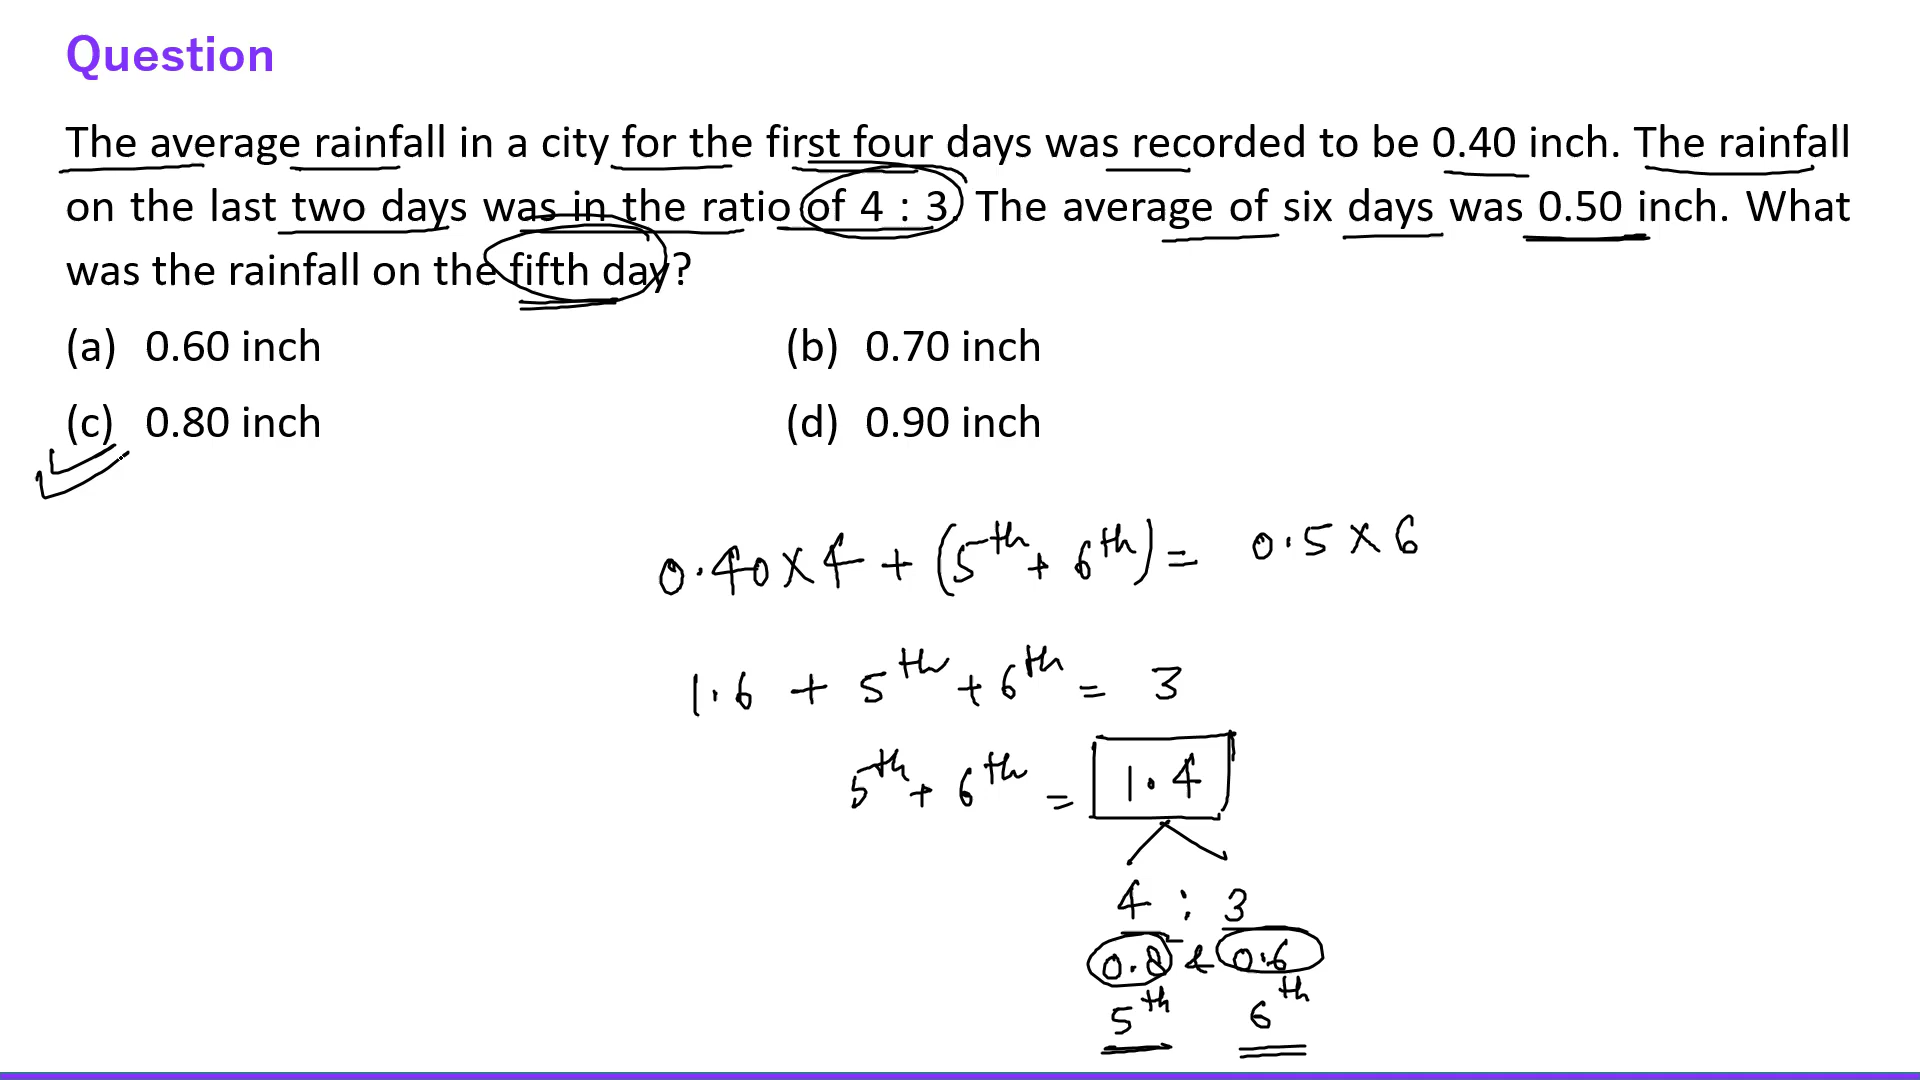 Question
The average rainfall in a city for the first four days was recorded to be 0.40 inch. The rainfall
on the last two days was in the ratio of 4 : 3. The average of six days was 0.50 inch. What
was the rainfall on the fifth day?
(a) 0.60 inch (b) 0.70 inch
(c) 0.80 inch (d) 0.90 inch
0.40 × 4 + (5th + 6th) = 0.5 × 6
1.6 + 5th + 6th = 3
5th + 6th = 1.4
4 : 3
0.8 & 0.6
5th 6th